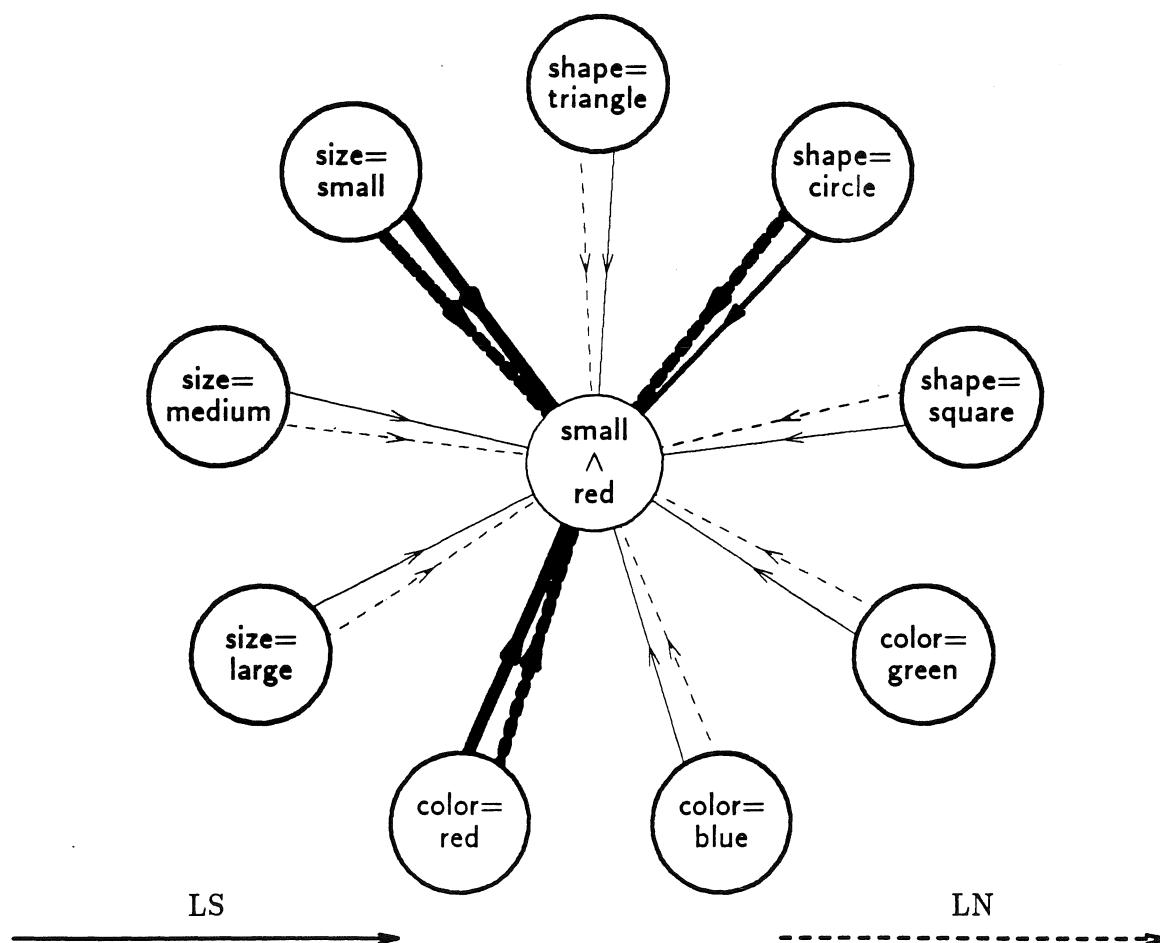 shape=
triangle
size=
small
shape=
circle
size=
medium
shape=
square
small
∧
red
size=
large
color=
green
color=
red
color=
blue
LS
LN